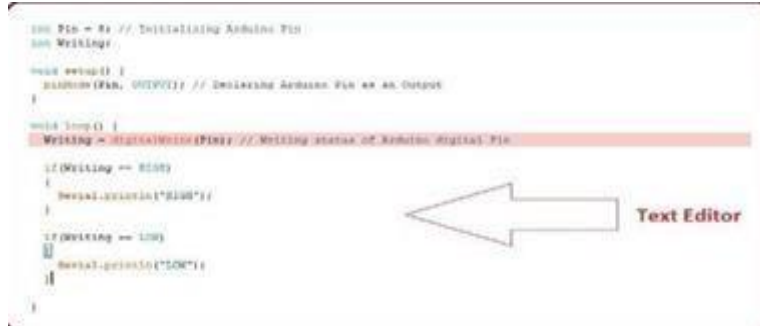 int Pin = 8; // Initializing Arduino Pin
int Writing;
void setup() {
pinMode(Pin, OUTPUT); // Declaring Arduino Pin as an Output
}
void loop() {
Writing = digitalWrite(Pin); // Writing status of Arduino digital Pin
if(Writing == HIGH)
{
Serial.println("HIGH");
}
Text Editor
if(Writing == LOW)
{
Serial.println("LOW");
}
}